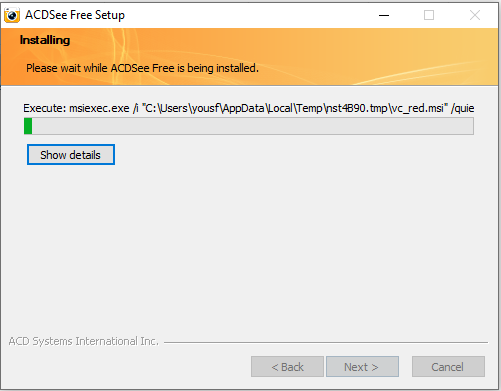 ACDSee Free Setup
Installing
Please wait while ACDSee Free is being installed.
Execute: msiexec.exe /i "C:\Users\yousf\AppData\Local\Temp\nst4B90.tmp\vc_red.msi" /quie
Show details
ACD Systems International Inc.
< Back
Next >
Cancel